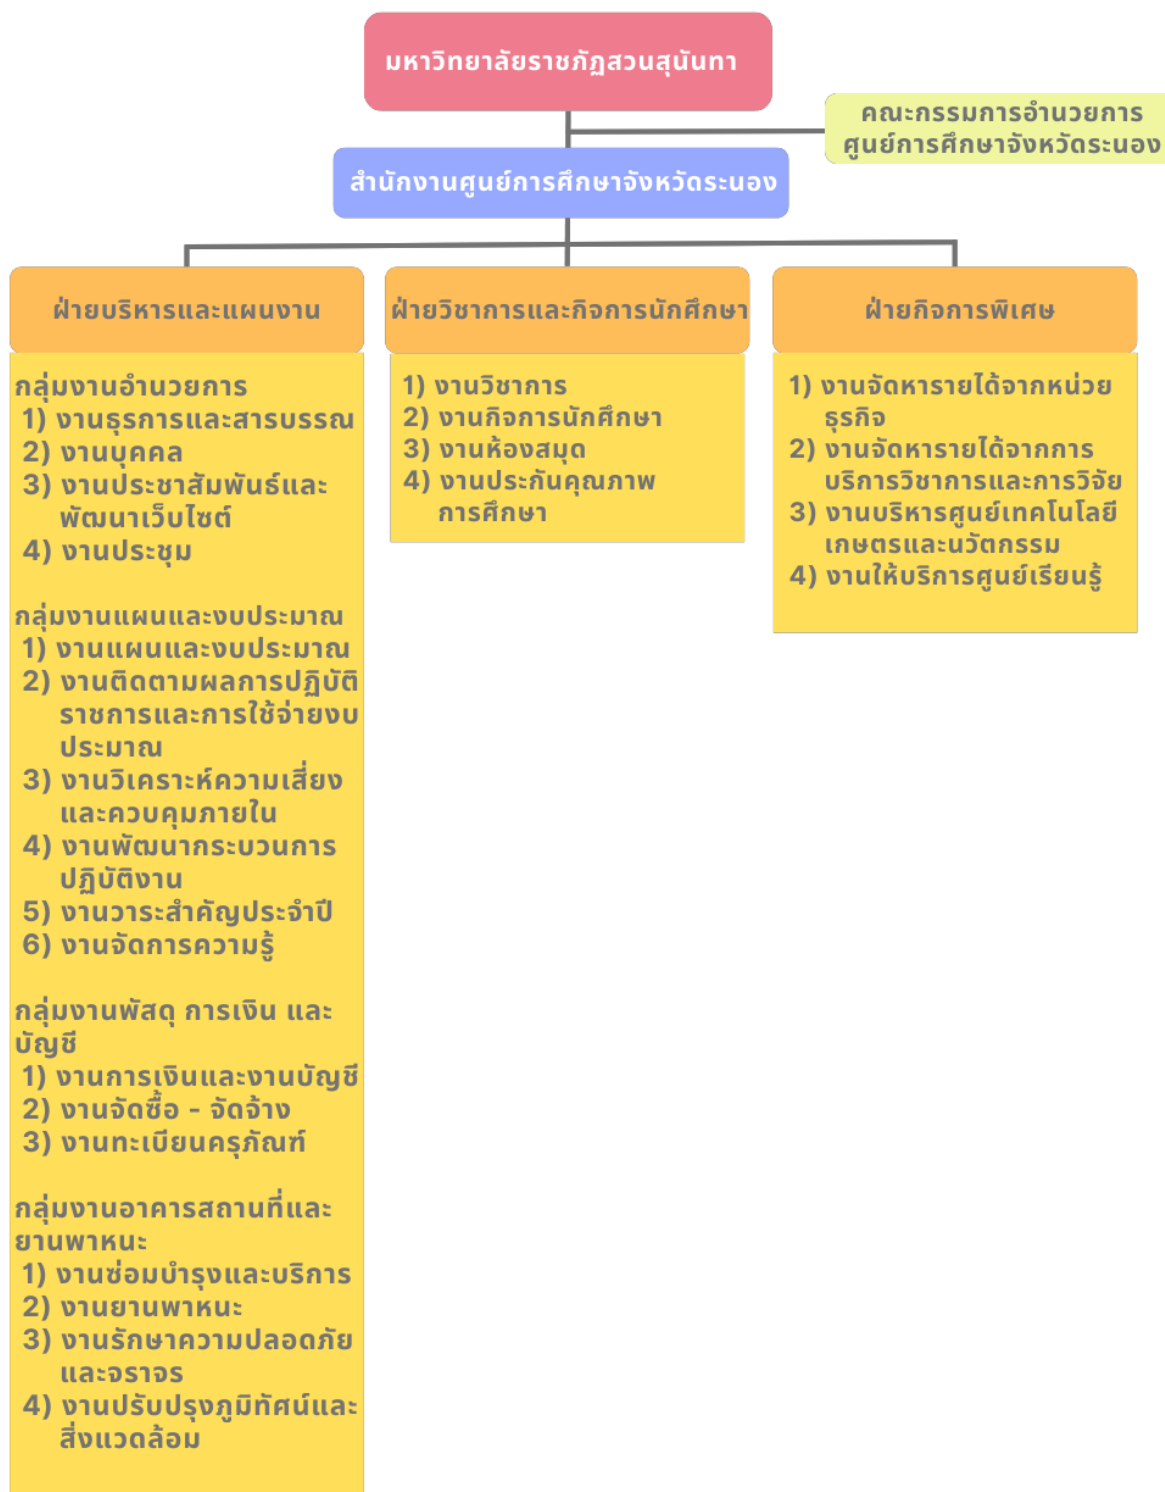 มหาวิทยาลัยราชภัฏสวนสุนันทา
คณะกรรมการอำนวยการ
ศูนย์การศึกษาจังหวัดระนอง
สำนักงานศูนย์การศึกษาจังหวัดระนอง
ฝ่ายบริหารและแผนงาน
กลุ่มงานอำนวยการ
1) งานธุรการและสารบรรณ
2) งานบุคคล
3) งานประชาสัมพันธ์และ
พัฒนาเว็บไซต์
4) งานประชุม
กลุ่มงานแผนและงบประมาณ
1) งานแผนและงบประมาณ
2) งานติดตามผลการปฏิบัติ
ราชการและการใช้จ่ายงบ
ประมาณ
3) งานวิเคราะห์ความเสี่ยง
และควบคุมภายใน
4) งานพัฒนากระบวนการ
ปฏิบัติงาน
5) งานวาระสำคัญประจำปี
6) งานจัดการความรู้
กลุ่มงานพัสดุ การเงิน และ
บัญชี
1) งานการเงินและงานบัญชี
2) งานจัดซื้อ - จัดจ้าง
3) งานทะเบียนครุภัณฑ์
กลุ่มงานอาคารสถานที่และ
ยานพาหนะ
1) งานซ่อมบำรุงและบริการ
2) งานยานพาหนะ
3) งานรักษาความปลอดภัย
และจราจร
4) งานปรับปรุงภูมิทัศน์และ
สิ่งแวดล้อม
ฝ่ายวิชาการและกิจการนักศึกษา
1) งานวิชาการ
2) งานกิจการนักศึกษา
3) งานห้องสมุด
4) งานประกันคุณภาพ
การศึกษา
ฝ่ายกิจการพิเศษ
1) งานจัดหารายได้จากหน่วย
ธุรกิจ
2) งานจัดหารายได้จากการ
บริการวิชาการและการวิจัย
3) งานบริหารศูนย์เทคโนโลยี
เกษตรและนวัตกรรม
4) งานให้บริการศูนย์เรียนรู้